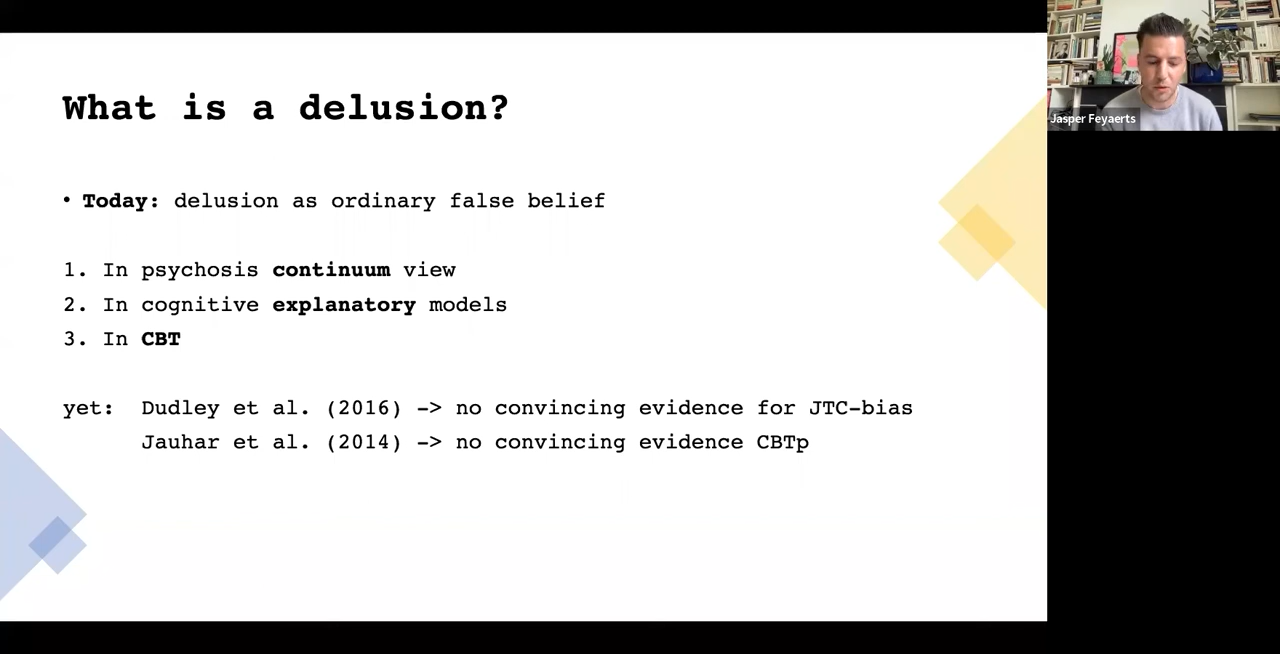 What is a delusion?
• Today: delusion as ordinary false belief
1. In psychosis continuum view
2. In cognitive explanatory models
3. In CBT
yet: Dudley et al. (2016) -> no convincing evidence for JTC-bias
Jauhar et al. (2014) -> no convincing evidence CBTp
Jasper Feyaerts